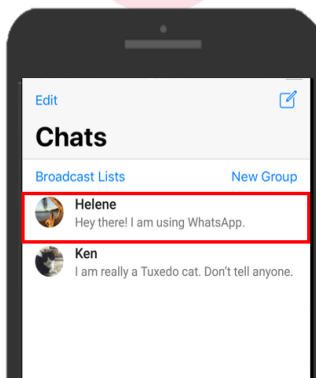 Edit
Chats
Broadcast Lists New Group
Helene
Hey there! I am using WhatsApp.
Ken
I am really a Tuxedo cat. Don't tell anyone.